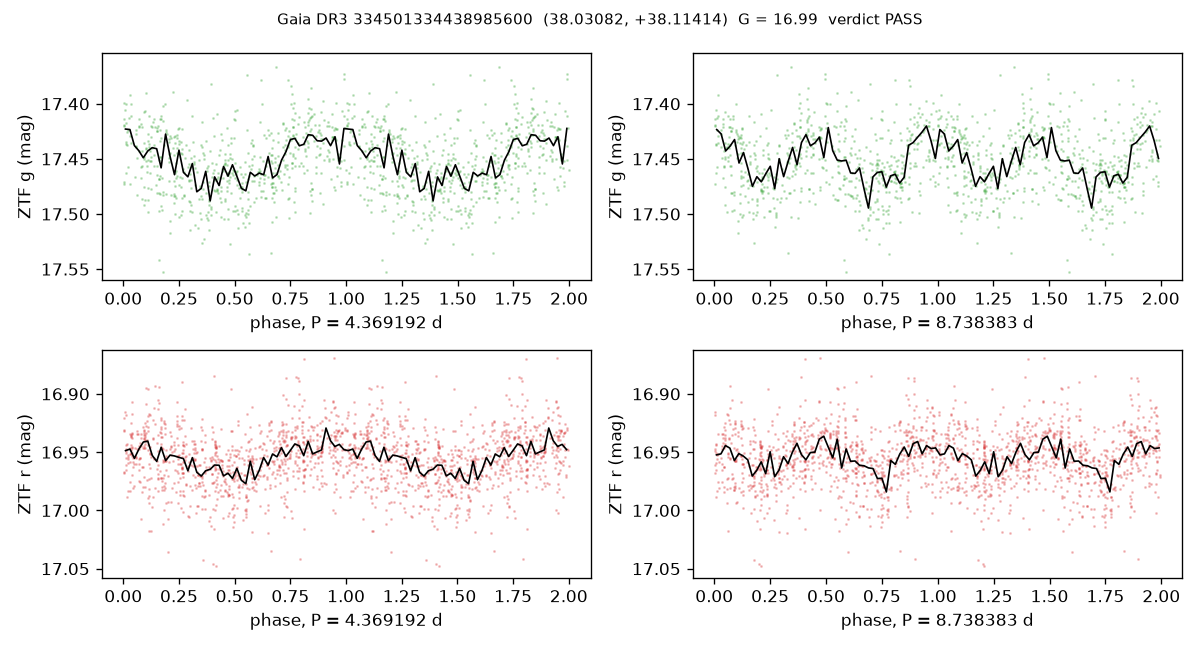 Gaia DR3 334501334438985600  (38.03082, +38.11414)  G = 16.99  verdict PASS
ZTF g (mag)
17.40
17.45
17.50
17.55
0.00 0.25 0.50 0.75 1.00 1.25 1.50 1.75 2.00
phase, P = 4.369192 d
ZTF g (mag)
17.40
17.45
17.50
17.55
0.00 0.25 0.50 0.75 1.00 1.25 1.50 1.75 2.00
phase, P = 8.738383 d
ZTF r (mag)
16.90
16.95
17.00
17.05
0.00 0.25 0.50 0.75 1.00 1.25 1.50 1.75 2.00
phase, P = 4.369192 d
ZTF r (mag)
16.90
16.95
17.00
17.05
0.00 0.25 0.50 0.75 1.00 1.25 1.50 1.75 2.00
phase, P = 8.738383 d